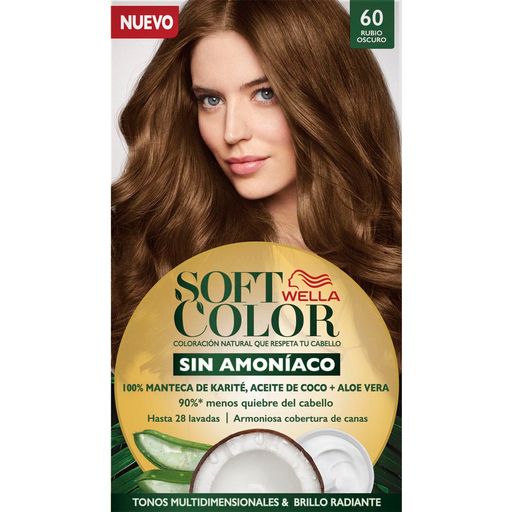 NUEVO
60
RUBIO
OSCURO
SOFT
WELLA
COLOR
COLORACIÓN NATURAL QUE RESPETA TU CABELLO
SIN AMONÍACO
100% MANTECA DE KARITÉ, ACEITE DE COCO + ALOE VERA
90%* menos quiebre del cabello
Hasta 28 lavadas | Armoniosa cobertura de canas
TONOS MULTIDIMENSIONALES & BRILLO RADIANTE